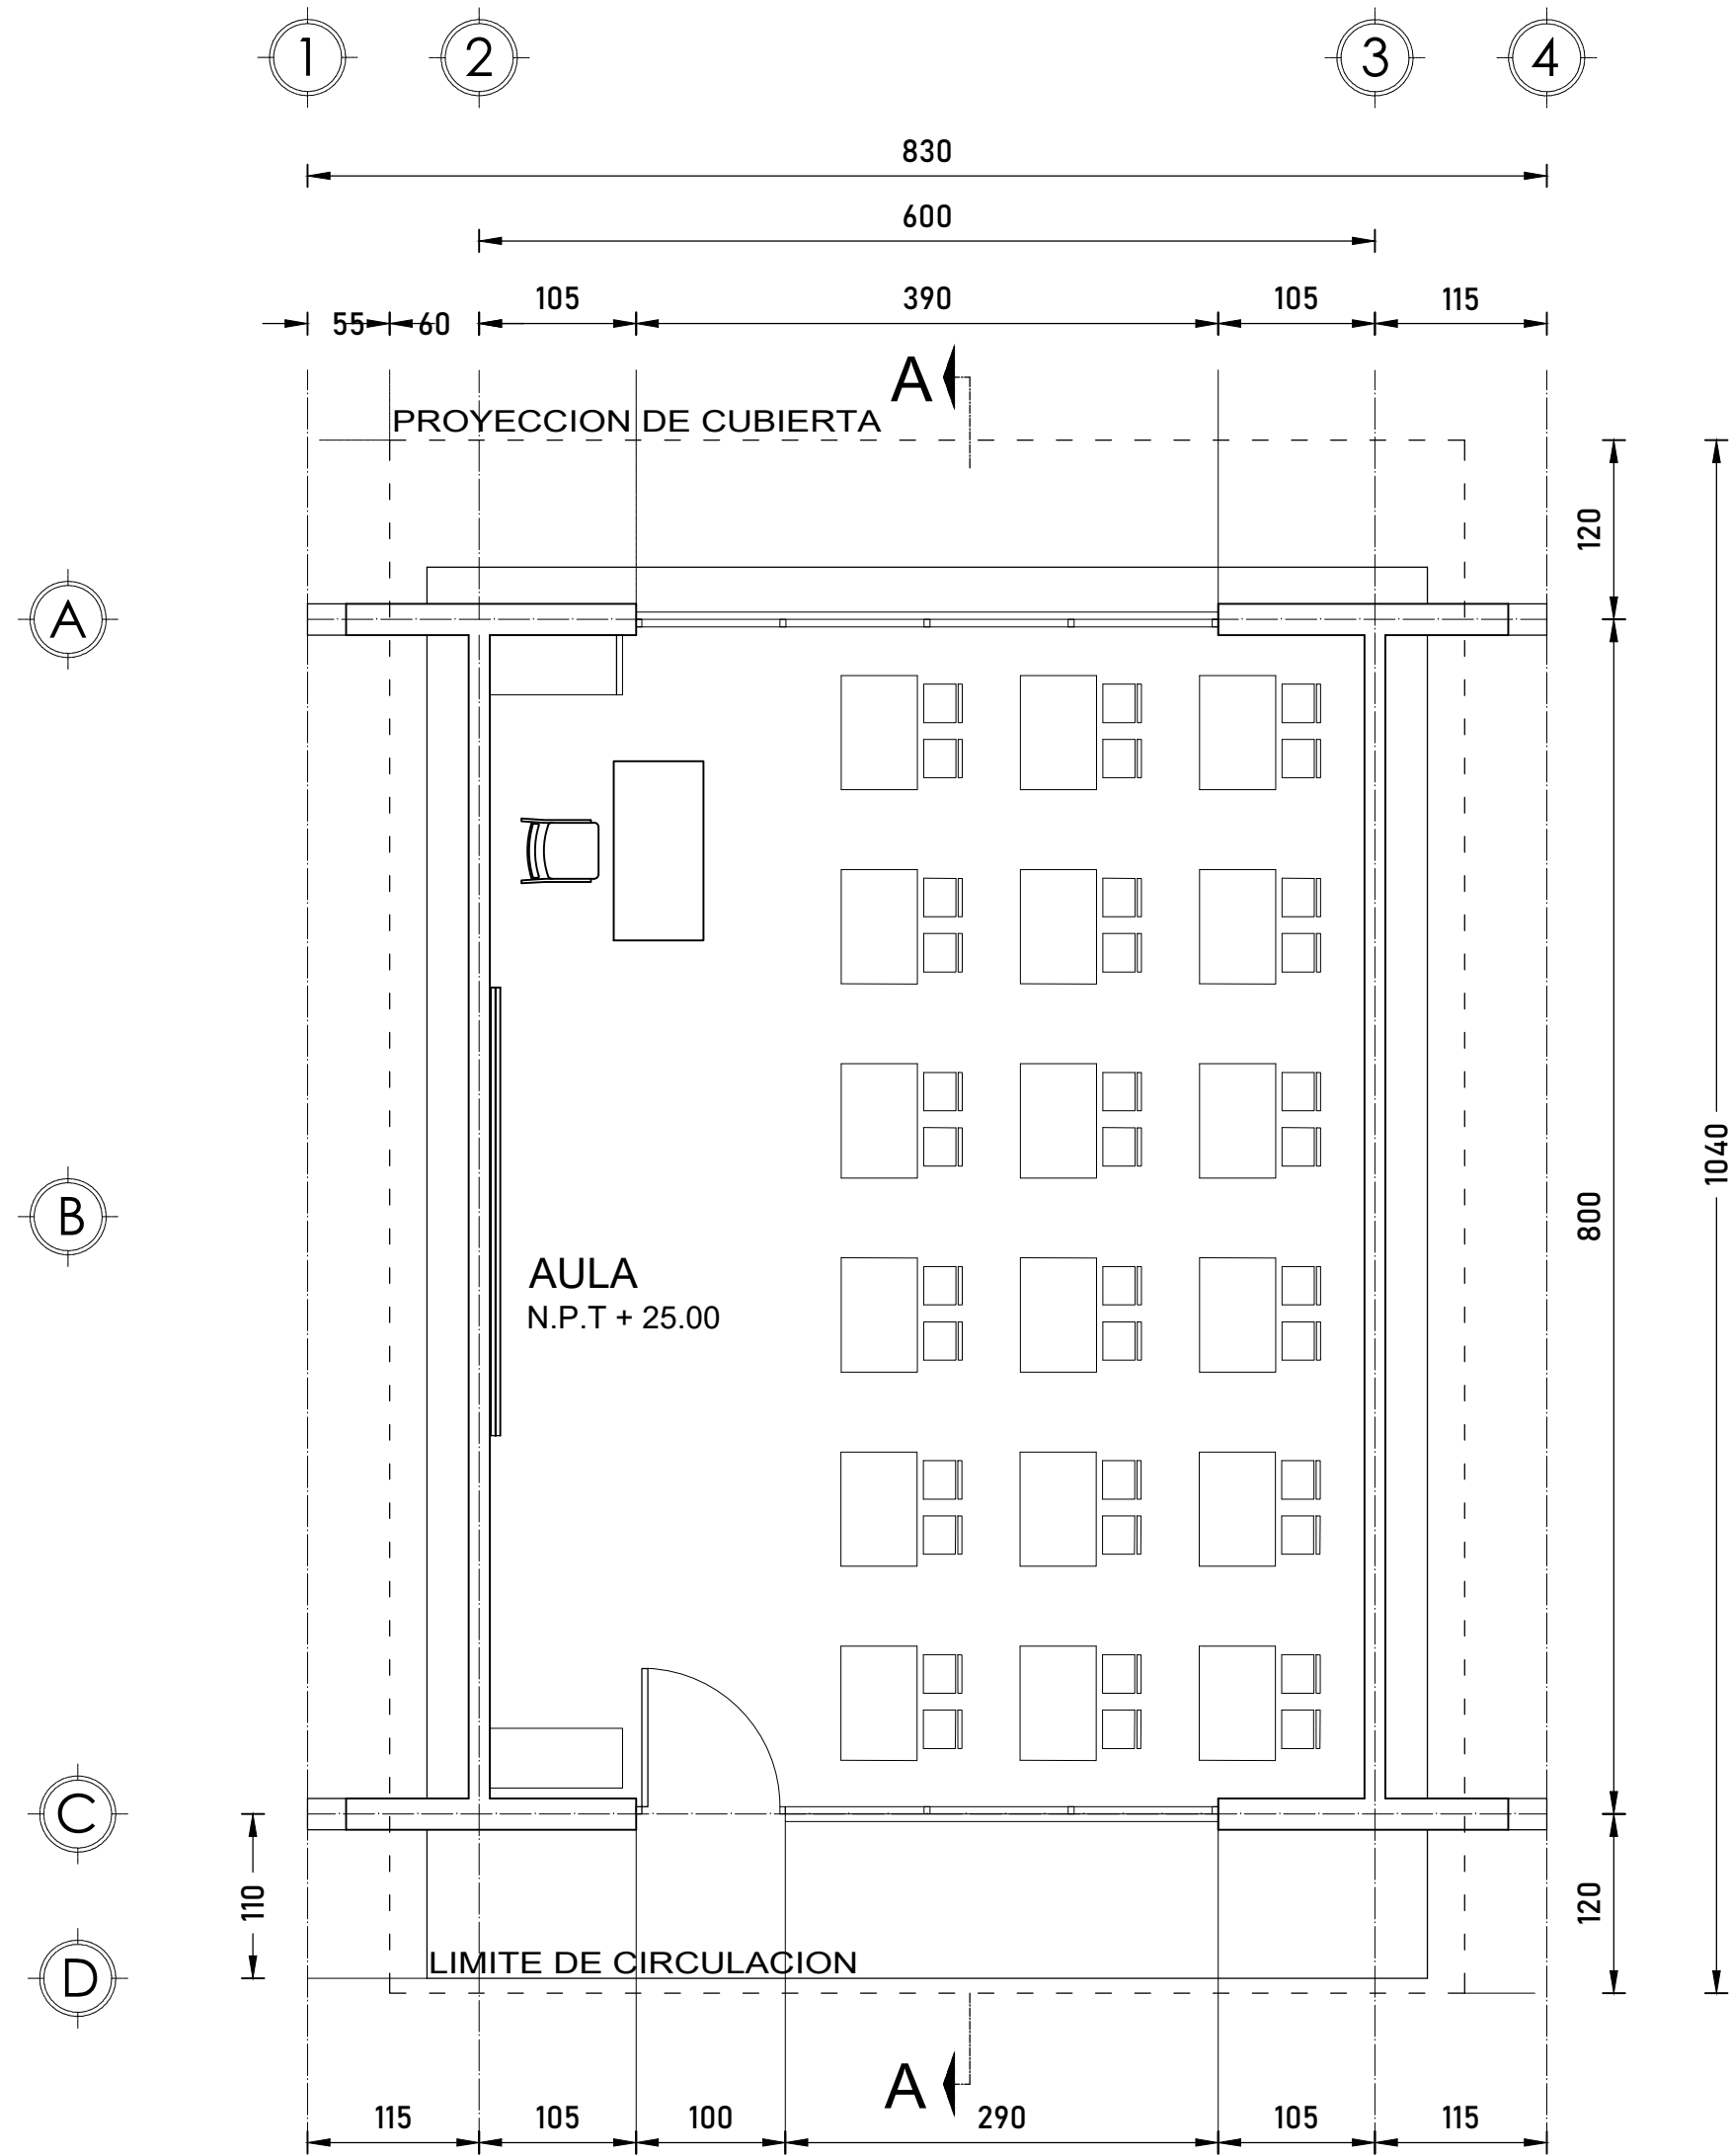 1 2 3 4
830
600
105 390 105 115
55 60
A
PROYECCION DE CUBIERTA
120
A
1040
B
800
AULA
N.P.T + 25.00
C
110
120
D
LIMITE DE CIRCULACION
A
115 105 100 290 105 115